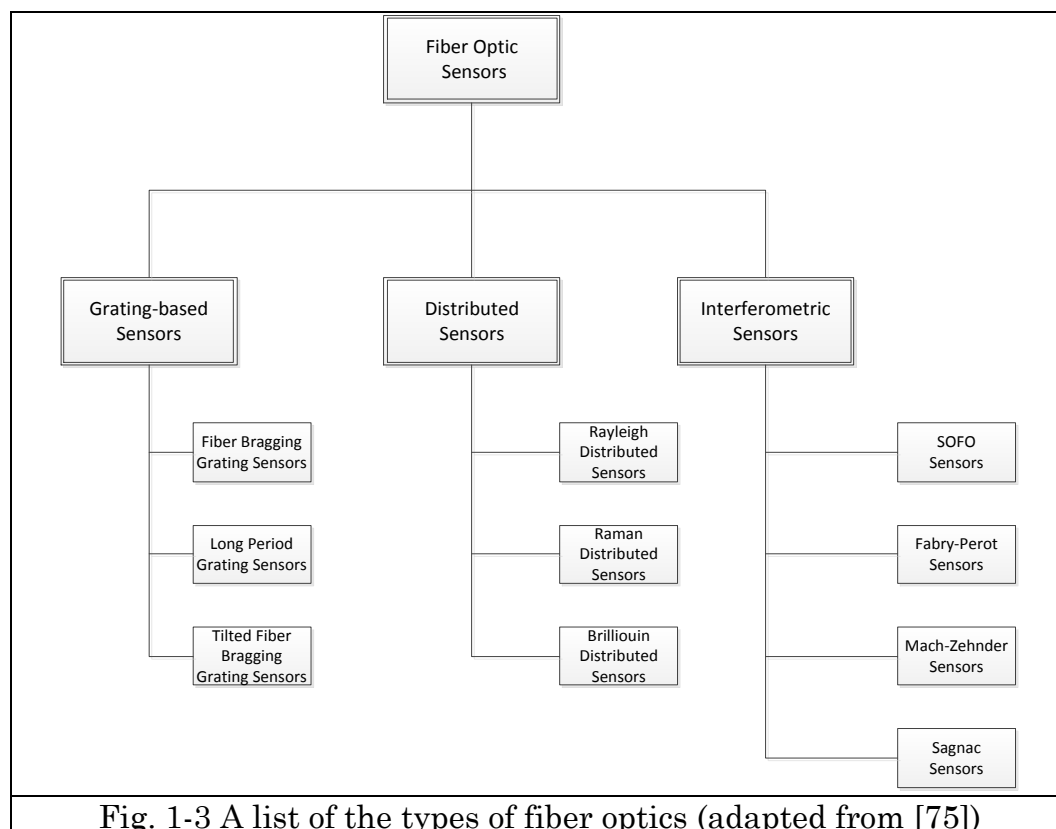 Fiber Optic
Sensors
Grating-based
Sensors
Distributed
Sensors
Interferometric
Sensors
Fiber Bragging
Grating Sensors
Long Period
Grating Sensors
Tilted Fiber
Bragging
Grating Sensors
Rayleigh
Distributed
Sensors
Raman
Distributed
Sensors
Brilliouin
Distributed
Sensors
SOFO
Sensors
Fabry-Perot
Sensors
Mach-Zehnder
Sensors
Sagnac
Sensors
Fig. 1-3 A list of the types of fiber optics (adapted from [75])